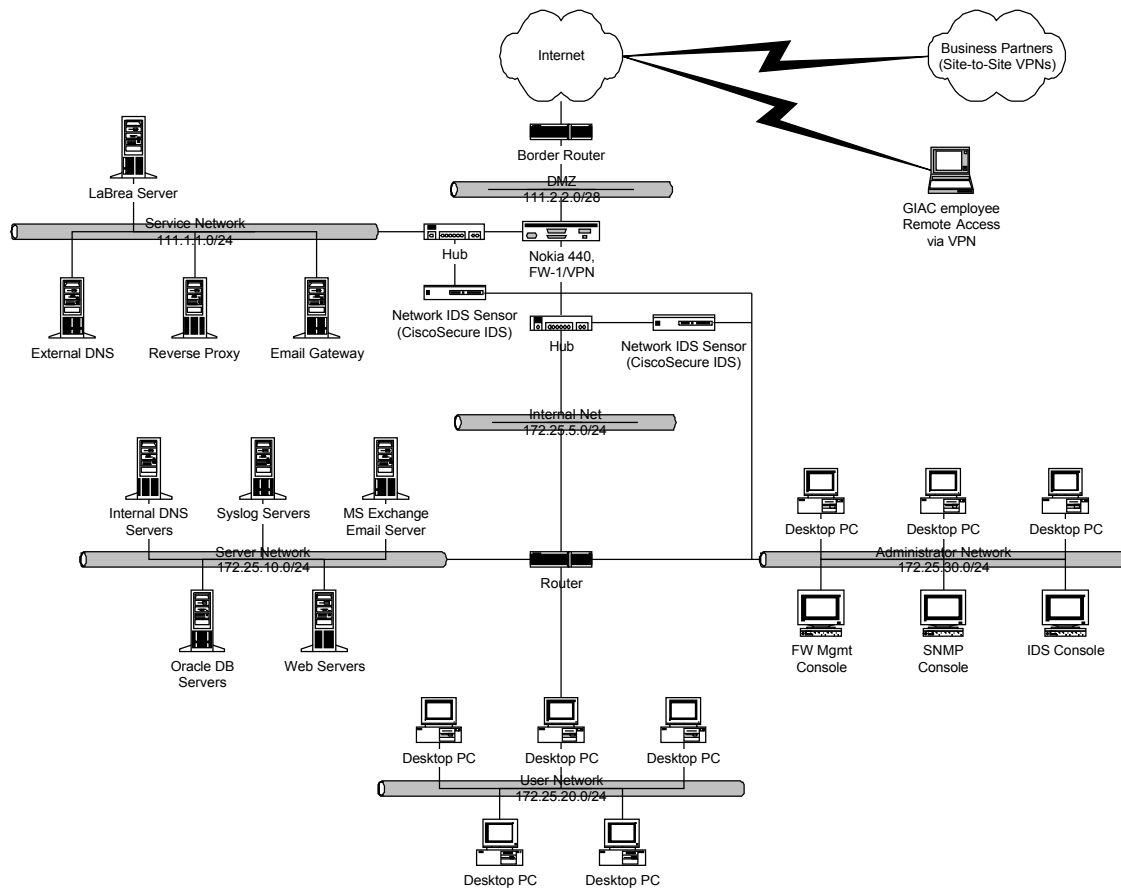 Internet
Business Partners
(Site-to-Site VPNs)
Border Router
LaBrea Server
DMZ
111.2.2.0/28
GIAC employee
Remote Access
via VPN
Service Network
111.1.1.0/24
Hub
Nokia 440,
FW-1/VPN
Network IDS Sensor
(CiscoSecure IDS)
Hub
Network IDS Sensor
(CiscoSecure IDS)
External DNS
Reverse Proxy
Email Gateway
Internal Net
172.25.5.0/24
Internal DNS
Servers
Syslog Servers
MS Exchange
Email Server
Desktop PC
Desktop PC
Desktop PC
Server Network
172.25.10.0/24
Router
Administrator Network
172.25.30.0/24
Oracle DB
Servers
Web Servers
FW Mgmt
Console
SNMP
Console
IDS Console
Desktop PC
Desktop PC
Desktop PC
User Network
172.25.20.0/24
Desktop PC
Desktop PC